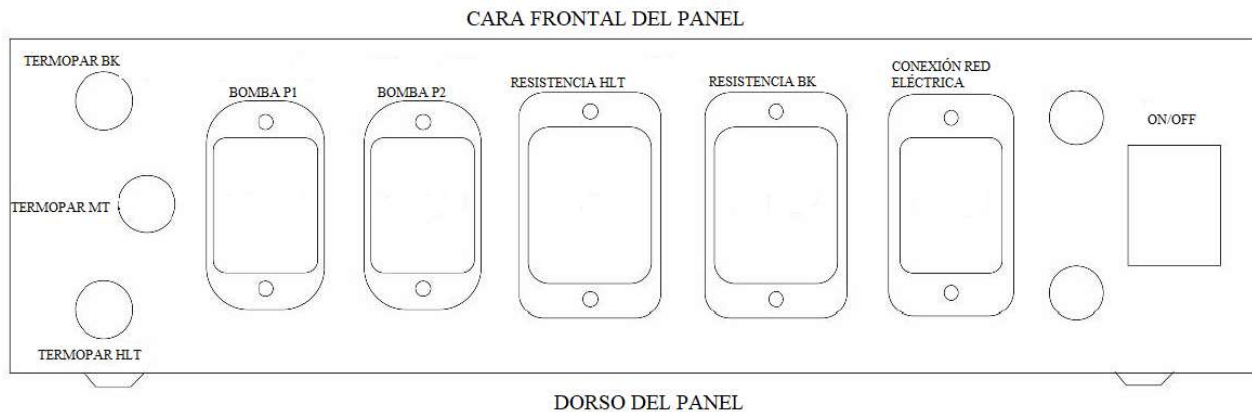 CARA FRONTAL DEL PANEL
TERMOPAR BK
BOMBA P1
BOMBA P2
RESISTENCIA HLT
RESISTENCIA BK
CONEXIÓN RED
ELÉCTRICA
ON/OFF
TERMOPAR MT
TERMOPAR HLT
DORSO DEL PANEL